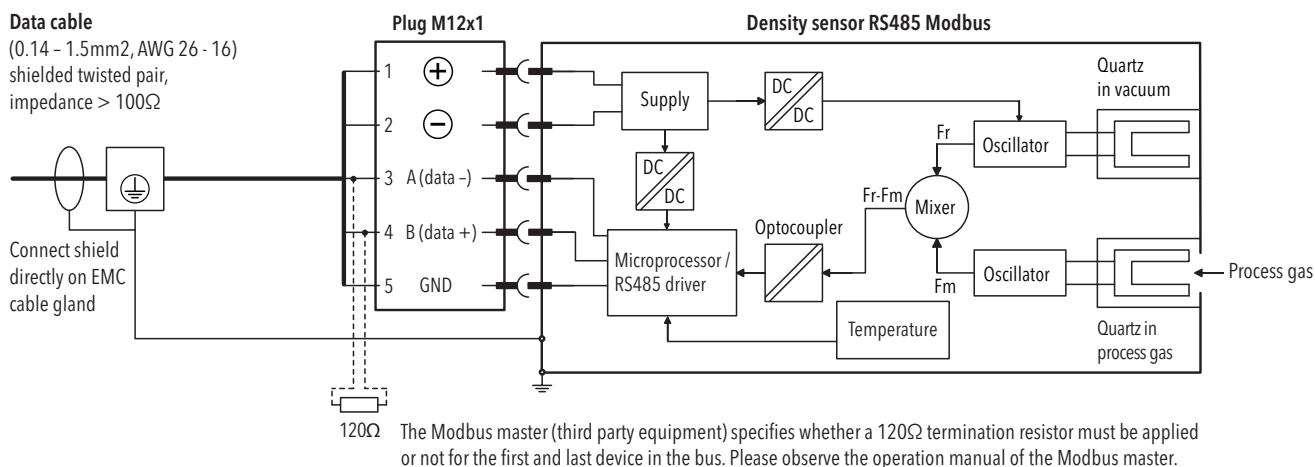 Data cable
(0.14 – 1.5mm2, AWG 26 - 16)
shielded twisted pair,
impedance > 100Ω
Connect shield
directly on EMC
cable gland
Plug M12x1
1 +
2 −
3 A (data –)
4 B (data +)
5 GND
120Ω
Density sensor RS485 Modbus
Supply
DC
DC
DC
DC
Microprocessor /
RS485 driver
Optocoupler
Fr-Fm
Mixer
Fr
Fm
Oscillator
Oscillator
Temperature
Quartz
in vacuum
Quartz in
process gas
Process gas
The Modbus master (third party equipment) specifies whether a 120Ω termination resistor must be applied
or not for the first and last device in the bus. Please observe the operation manual of the Modbus master.